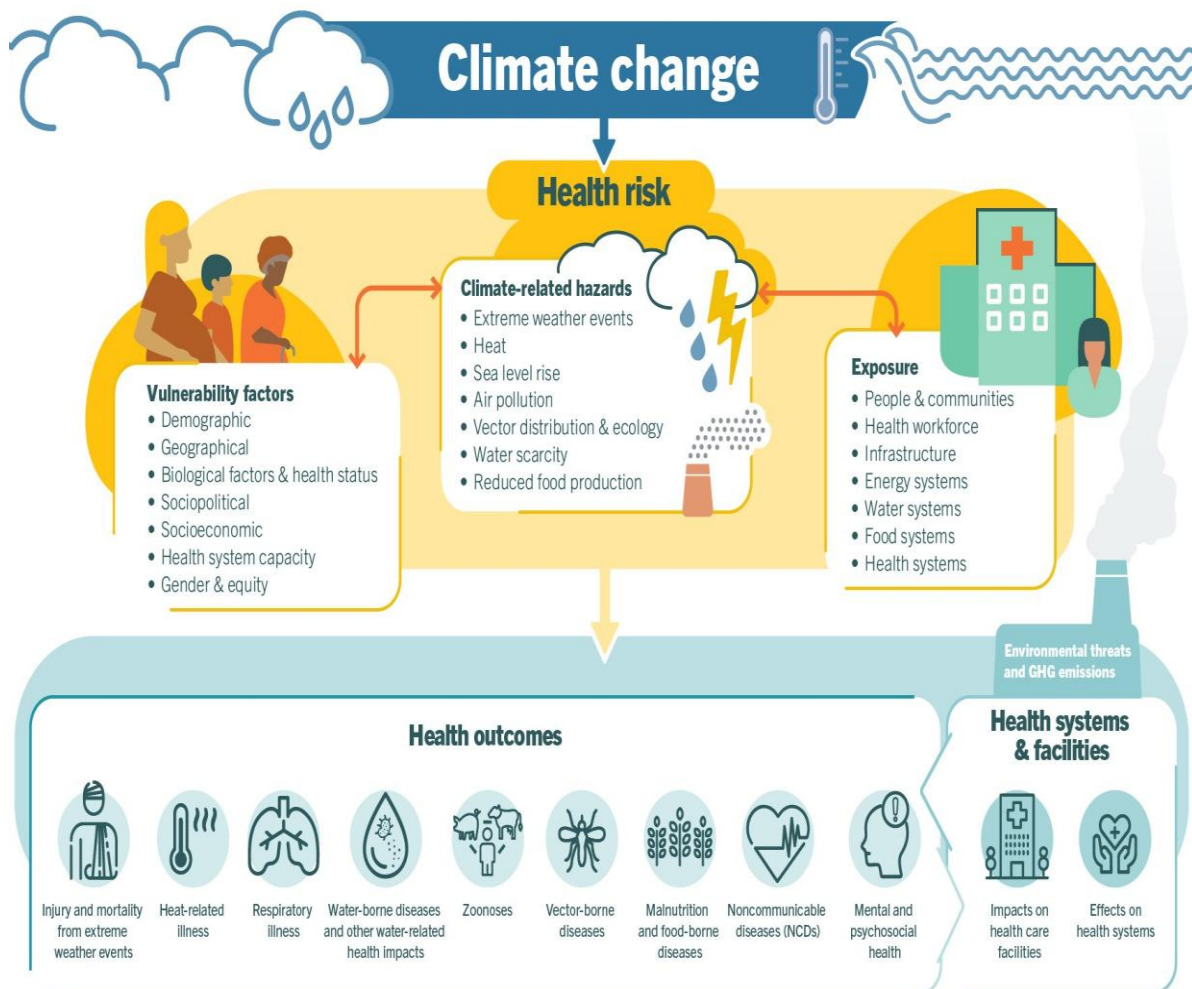 Climate change
Health risk
Vulnerability factors
• Demographic
• Geographical
• Biological factors & health status
• Sociopolitical
• Socioeconomic
• Health system capacity
• Gender & equity
Climate-related hazards
• Extreme weather events
• Heat
• Sea level rise
• Air pollution
• Vector distribution & ecology
• Water scarcity
• Reduced food production
Exposure
• People & communities
• Health workforce
• Infrastructure
• Energy systems
• Water systems
• Food systems
• Health systems
Environmental threats
and GHG emissions
Health outcomes
Injury and mortality
from extreme
weather events
Heat-related
illness
Respiratory
illness
Water-borne diseases
and other water-related
health impacts
Zoonoses
Vector-borne
diseases
Malnutrition
and food-borne
diseases
Noncommunicable
diseases (NCDs)
Mental and
psychosocial
health
Health systems
& facilities
Impacts on
health care
facilities
Effects on
health systems